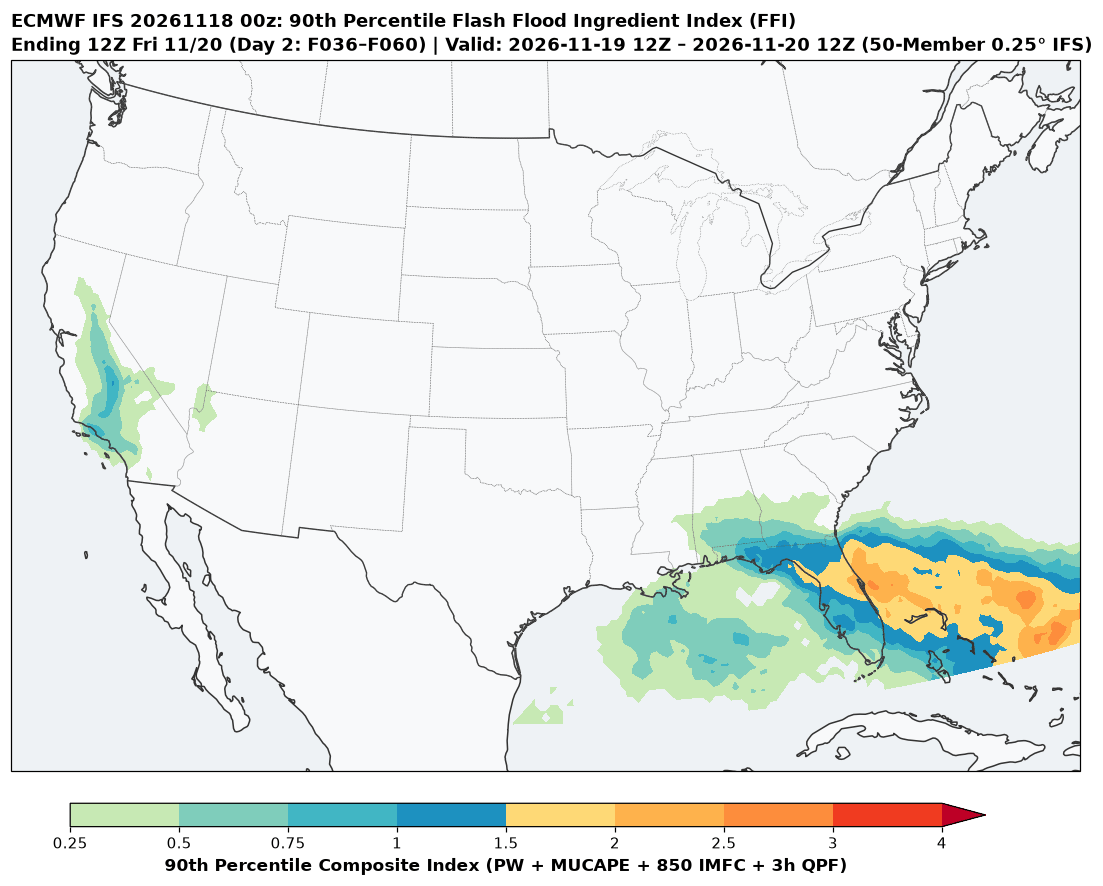 ECMWF IFS 20261118 00z: 90th Percentile Flash Flood Ingredient Index (FFI)
Ending 12Z Fri 11/20 (Day 2: F036–F060) | Valid: 2026-11-19 12Z – 2026-11-20 12Z (50-Member 0.25° IFS)
0.25 0.5 0.75 1 1.5 2 2.5 3 4
90th Percentile Composite Index (PW + MUCAPE + 850 IMFC + 3h QPF)